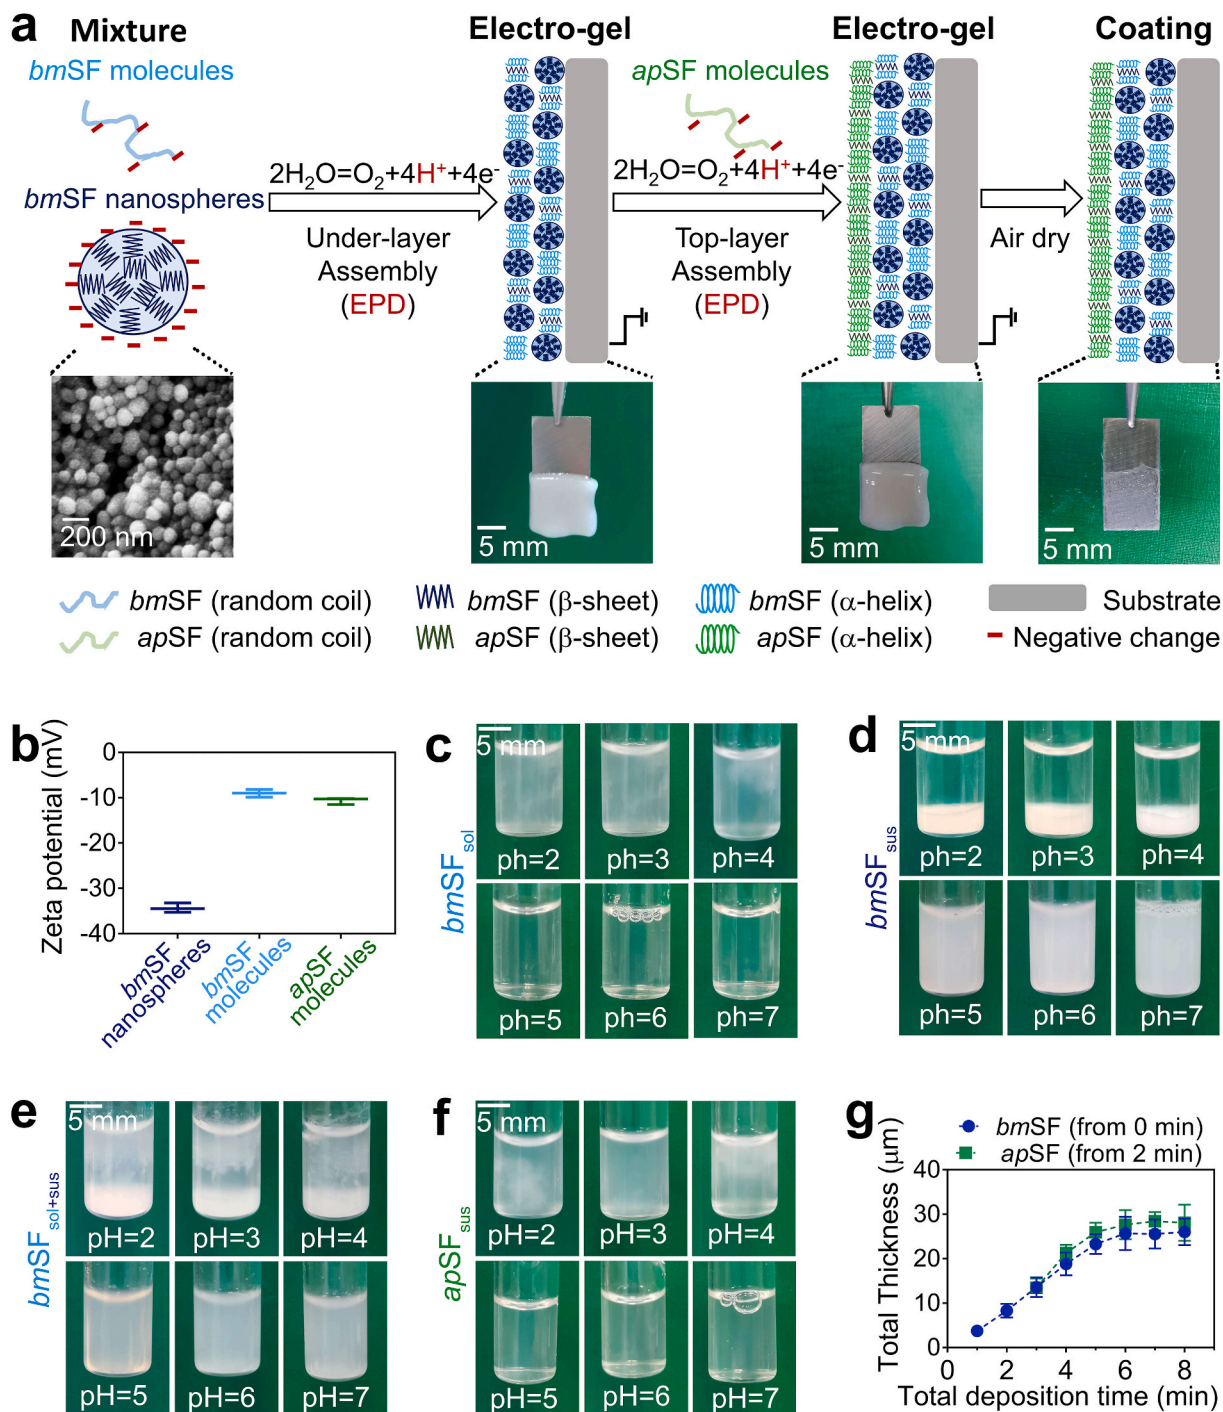 a
Mixture
bmSF molecules
bmSF nanospheres
200 nm
2H₂O=O₂+4H⁺+4e⁻
Under-layer
Assembly
(EPD)
Electro-gel
5 mm
apSF molecules
2H₂O=O₂+4H⁺+4e⁻
Top-layer
Assembly
(EPD)
Electro-gel
5 mm
Air dry
Coating
5 mm
bmSF (random coil)
bmSF (β-sheet)
bmSF (α-helix)
Substrate
apSF (random coil)
apSF (β-sheet)
apSF (α-helix)
Negative change
b
Zeta potential (mV)
0
-10
-20
-30
-40
bmSF
nanospheres
bmSF
molecules
apSF
molecules
c
bmSFsol
5 mm
ph=2
ph=3
ph=4
ph=5
ph=6
ph=7
d
bmSFsus
5 mm
ph=2
ph=3
ph=4
ph=5
ph=6
ph=7
e
bmSFsol+sus
5 mm
pH=2
pH=3
pH=4
pH=5
pH=6
pH=7
f
apSFsus
5 mm
pH=2
pH=3
pH=4
pH=5
pH=6
pH=7
g
bmSF (from 0 min)
apSF (from 2 min)
Total Thickness (μm)
40
30
20
10
0
0
2
4
6
8
Total deposition time (min)